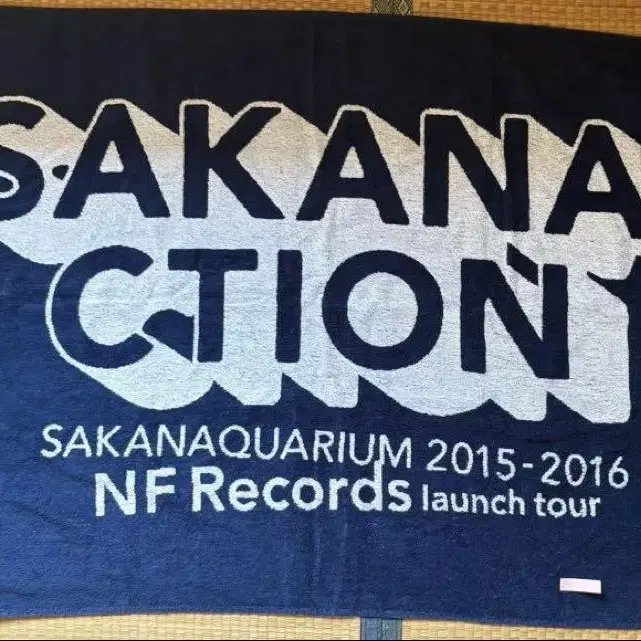 SAKANA
CTION
SAKANAQUARIUM 2015-2016
NF Records launch tour